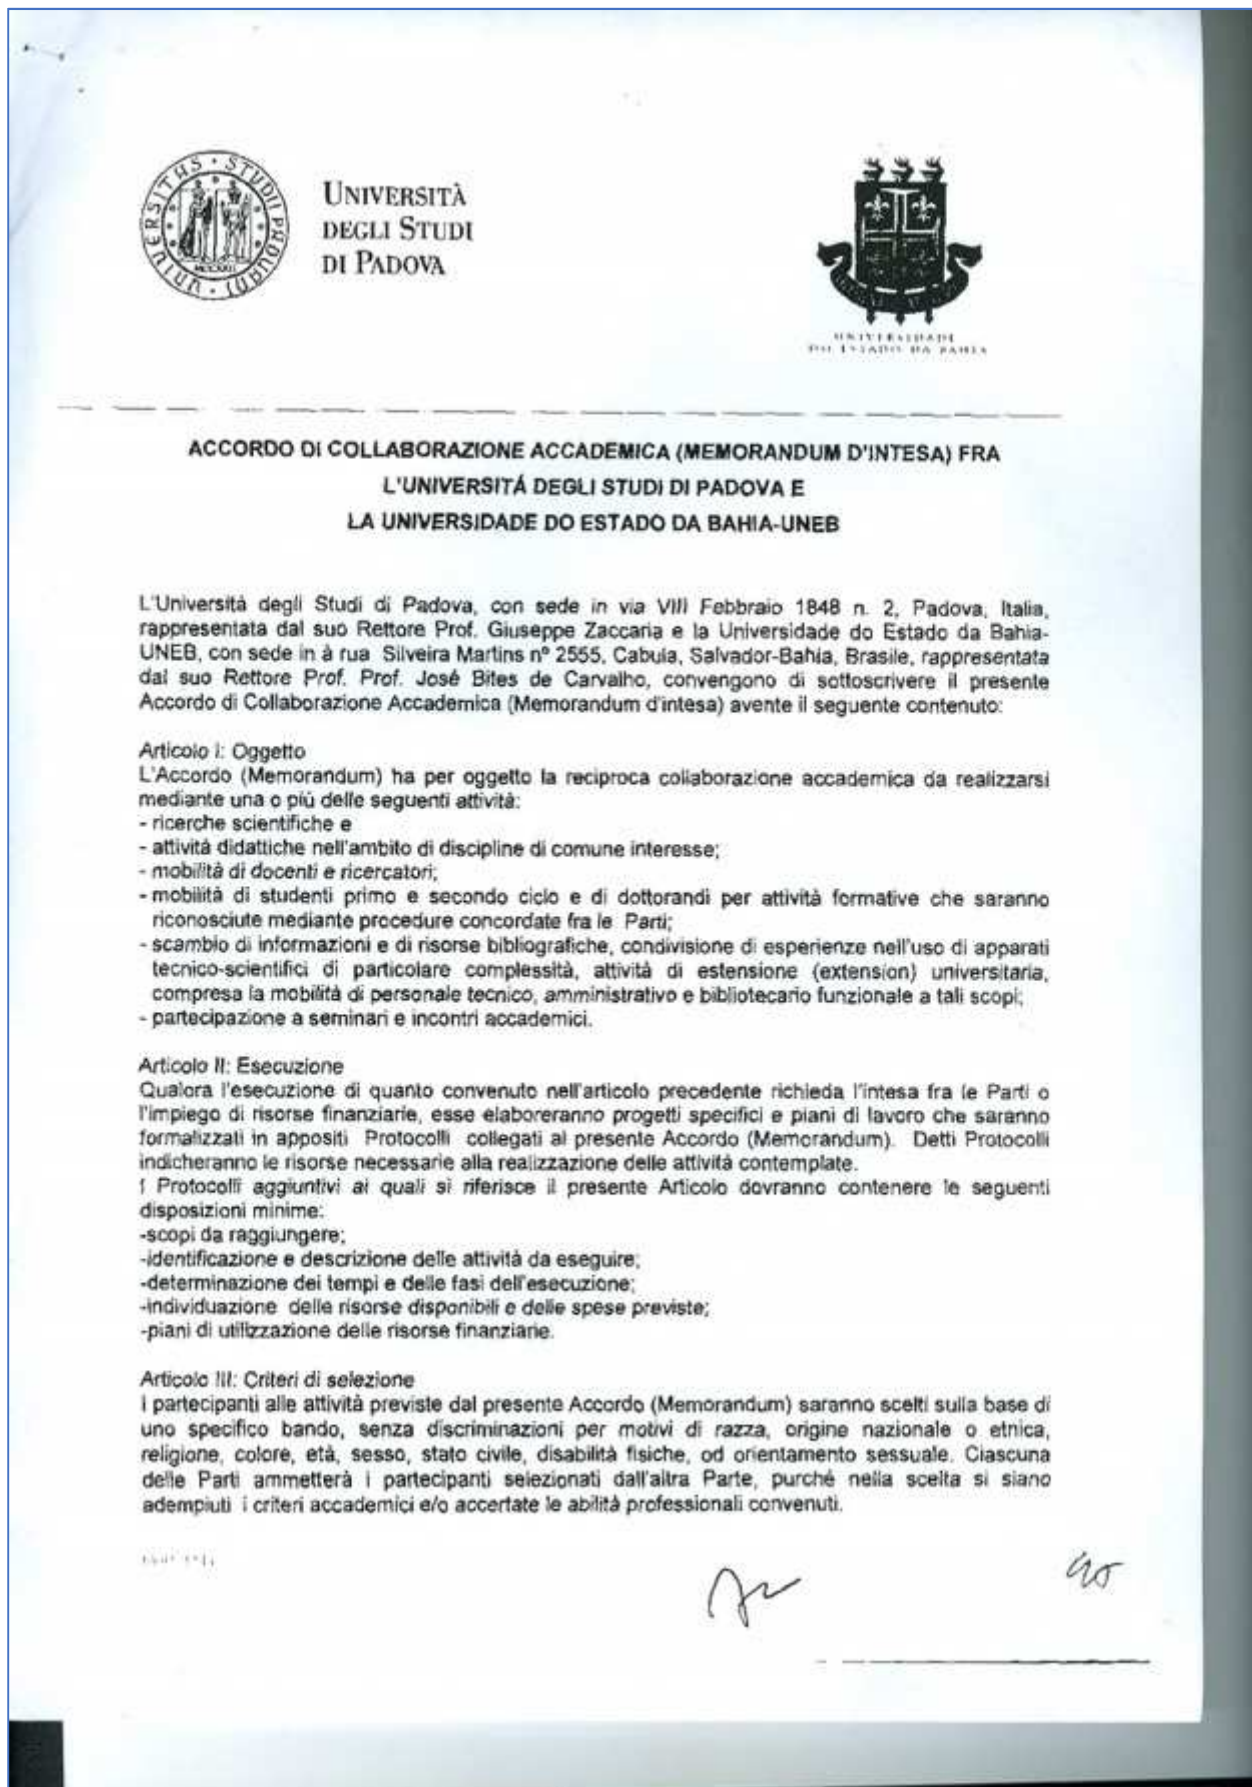 UNIVERSITÀ
DEGLI STUDI
DI PADOVA
UNIVERSIDADE
DO ESTADO DA BAHIA
ACCORDO DI COLLABORAZIONE ACCADEMICA (MEMORANDUM D'INTESA) FRA
L'UNIVERSITÁ DEGLI STUDI DI PADOVA E
LA UNIVERSIDADE DO ESTADO DA BAHIA-UNEB
L'Università degli Studi di Padova, con sede in via VIII Febbraio 1848 n. 2, Padova, Italia,
rappresentata dal suo Rettore Prof. Giuseppe Zaccaria e la Universidade do Estado da Bahia-
UNEB, con sede in à rua Silveira Martins nº 2555, Cabula, Salvador-Bahia, Brasile, rappresentata
dal suo Rettore Prof. Prof. José Bites de Carvalho, convengono di sottoscrivere il presente
Accordo di Collaborazione Accademica (Memorandum d'intesa) avente il seguente contenuto:
Articolo I: Oggetto
L'Accordo (Memorandum) ha per oggetto la reciproca collaborazione accademica da realizzarsi
mediante una o più delle seguenti attività:
- ricerche scientifiche e
- attività didattiche nell'ambito di discipline di comune interesse;
- mobilità di docenti e ricercatori;
- mobilità di studenti primo e secondo ciclo e di dottorandi per attività formative che saranno
riconosciute mediante procedure concordate fra le Parti;
- scambio di informazioni e di risorse bibliografiche, condivisione di esperienze nell'uso di apparati
tecnico-scientifici di particolare complessità, attività di estensione (extension) universitaria,
compresa la mobilità di personale tecnico, amministrativo e bibliotecario funzionale a tali scopi;
- partecipazione a seminari e incontri accademici.
Articolo II: Esecuzione
Qualora l'esecuzione di quanto convenuto nell'articolo precedente richieda l'intesa fra le Parti o
l'impiego di risorse finanziarie, esse elaboreranno progetti specifici e piani di lavoro che saranno
formalizzati in appositi Protocolli collegati al presente Accordo (Memorandum). Detti Protocolli
indicheranno le risorse necessarie alla realizzazione delle attività contemplate.
I Protocolli aggiuntivi ai quali si riferisce il presente Articolo dovranno contenere le seguenti
disposizioni minime:
-scopi da raggiungere;
-identificazione e descrizione delle attività da eseguire;
-determinazione dei tempi e delle fasi dell'esecuzione;
-individuazione delle risorse disponibili e delle spese previste;
-piani di utilizzazione delle risorse finanziarie.
Articolo III: Criteri di selezione
I partecipanti alle attività previste dal presente Accordo (Memorandum) saranno scelti sulla base di
uno specifico bando, senza discriminazioni per motivi di razza, origine nazionale o etnica,
religione, colore, età, sesso, stato civile, disabilità fisiche, od orientamento sessuale. Ciascuna
delle Parti ammetterà i partecipanti selezionati dall'altra Parte, purché nella scelta si siano
adempiuti i criteri accademici e/o accertate le abilità professionali convenuti.